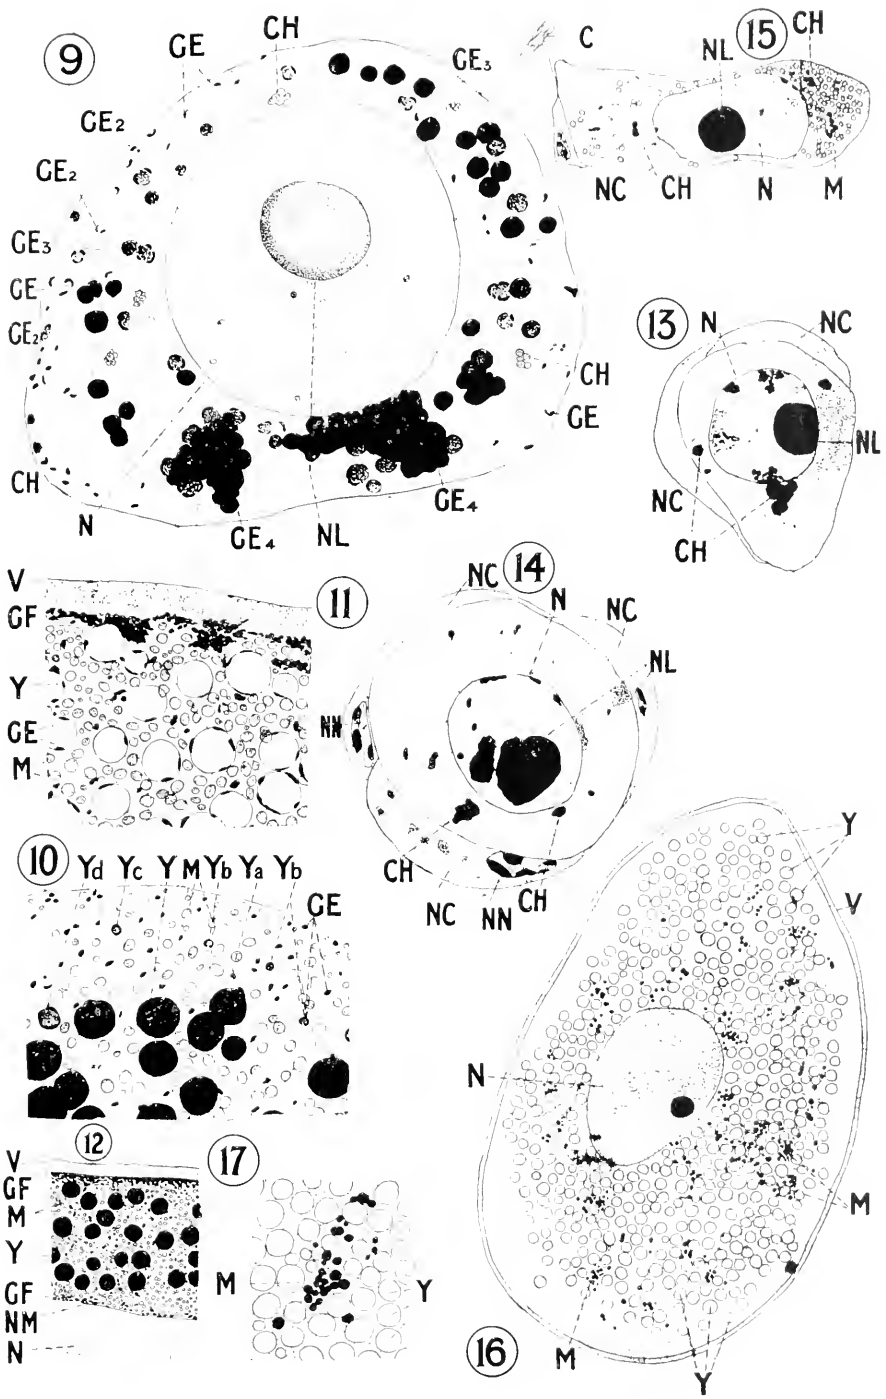 9
CH
GE
GE3
GE2
GE2
GE3
GE
GE2
CH
GE
CH
N
GE4
NL
GE4
C
15
CH
NL
NC
CH
N
M
13
N
NC
NL
NC
CH
V
GF
Y
GE
M
11
NC
14
N
NC
NL
NN
CH
NC
NN
CH
10
Yd Yc Y M Yb Ya Yb
GE
12
V
GF
M
Y
GF
NM
N
17
M
Y
Y
V
N
M
16
M
Y